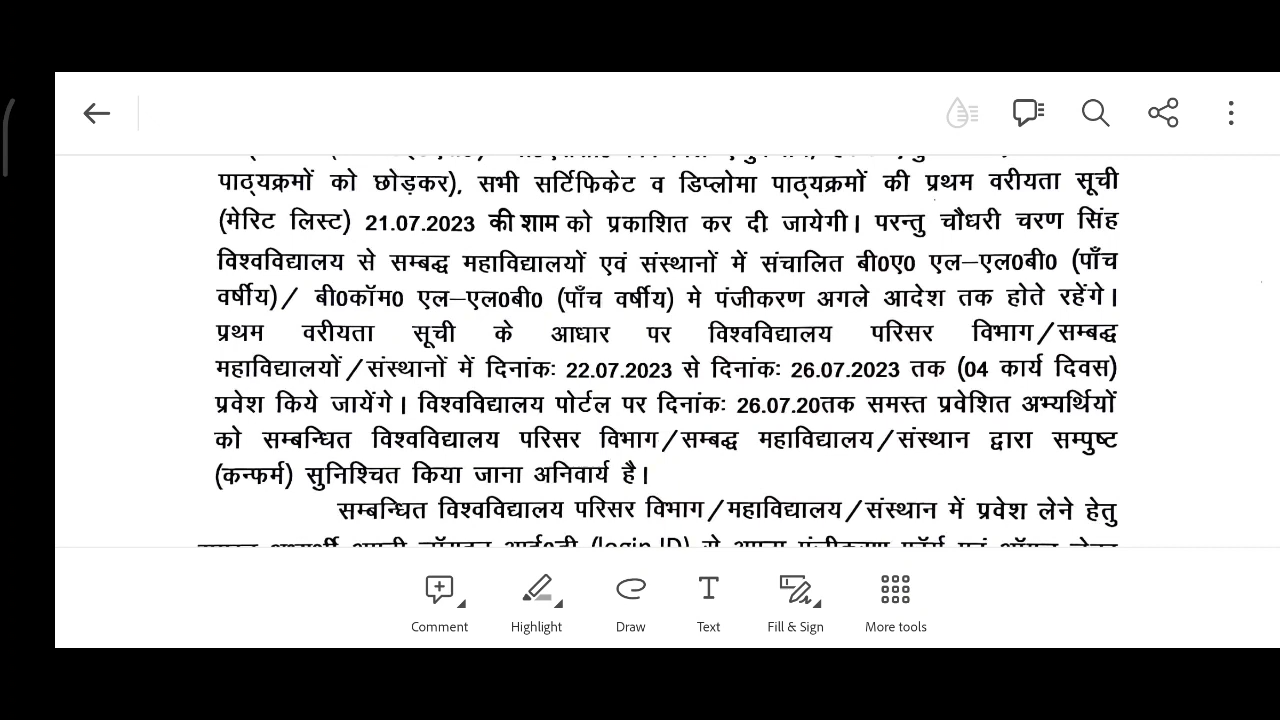 पाठ्यक्रमों को छोड़कर), सभी सर्टिफिकेट व डिप्लोमा पाठ्यक्रमों की प्रथम वरीयता सूची
(मेरिट लिस्ट) 21.07.2023 की शाम को प्रकाशित कर दी जायेगी। परन्तु चौधरी चरण सिंह
विश्वविद्यालय से सम्बद्ध महाविद्यालयों एवं संस्थानों में संचालित बी0ए0 एल–एल0बी0 (पाँच
वर्षीय)/ बी0कॉम0 एल–एल0बी0 (पाँच वर्षीय) मे पंजीकरण अगले आदेश तक होते रहेंगे।
प्रथम वरीयता सूची के आधार पर विश्वविद्यालय परिसर विभाग/सम्बद्ध
महाविद्यालयों/संस्थानों में दिनांकः 22.07.2023 से दिनांकः 26.07.2023 तक (04 कार्य दिवस)
प्रवेश किये जायेंगे। विश्वविद्यालय पोर्टल पर दिनांकः 26.07.20तक समस्त प्रवेशित अभ्यर्थियों
को सम्बन्धित विश्वविद्यालय परिसर विभाग/सम्बद्ध महाविद्यालय/संस्थान द्वारा सम्पुष्ट
(कन्फर्म) सुनिश्चित किया जाना अनिवार्य है।
सम्बन्धित विश्वविद्यालय परिसर विभाग/महाविद्यालय/संस्थान में प्रवेश लेने हेतु
(login ID) से
Comment Highlight Draw Text Fill & Sign More tools